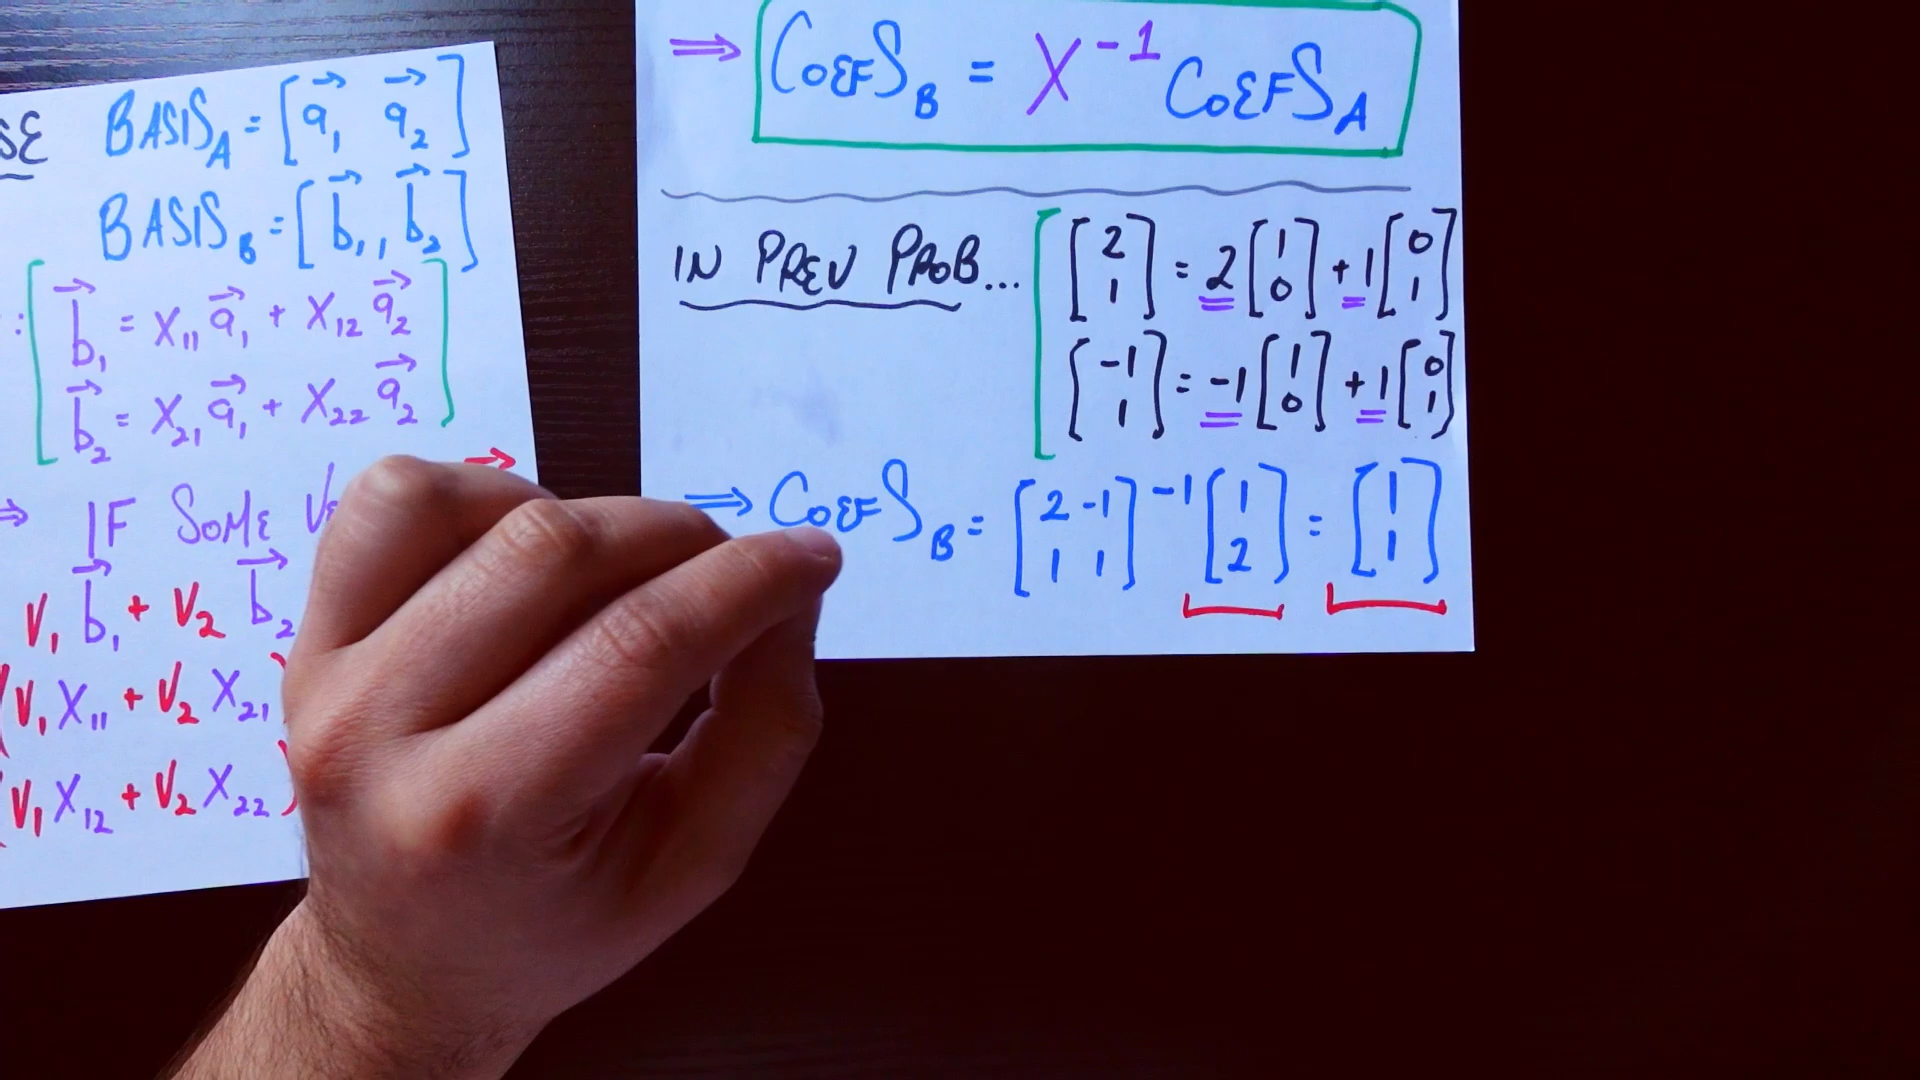 BASIS_A = [a⃗₁ a⃗₂]
BASIS_B = [b⃗₁, b⃗₂]
: [b⃗₁ = X₁₁ a⃗₁ + X₁₂ a⃗₂
b⃗₂ = X₂₁ a⃗₁ + X₂₂ a⃗₂]
⇒ IF SOME
V₁ b⃗₁ + V₂ b⃗₂
(V₁ X₁₁ + V₂ X₂₁)
(V₁ X₁₂ + V₂ X₂₂)
⇒ COEFS_B = X⁻¹ COEFS_A
IN PREV PROB... [2 1] = 2 [1 0] + 1 [0 1]
[-1 1] = -1 [1 0] + 1 [0 1]
⇒ COEFS_B = [2 -1
1 1]⁻¹ [1 2] = [1 1]